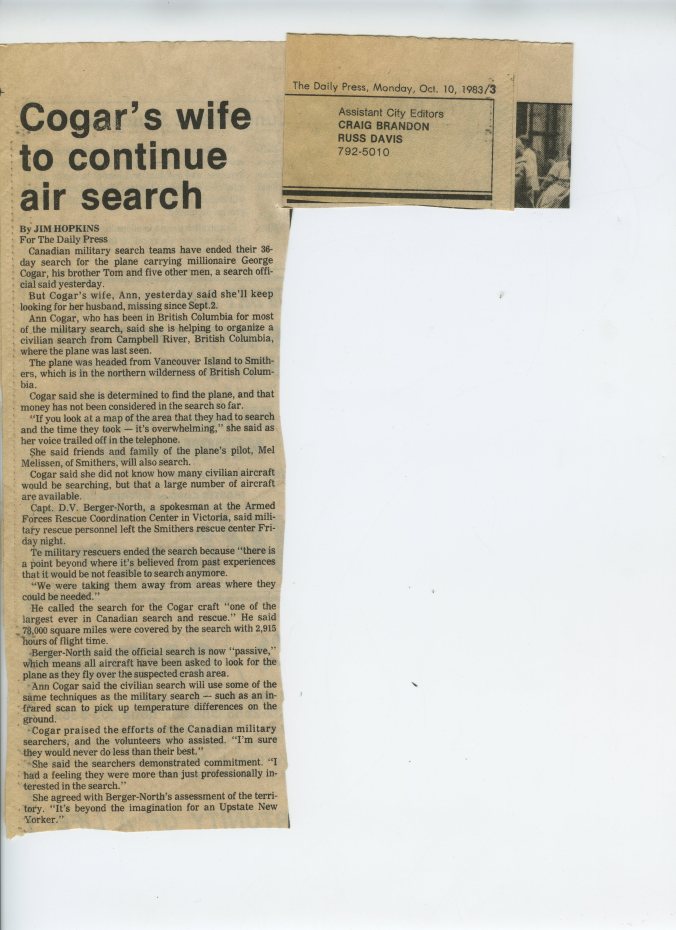 The Daily Press, Monday, Oct. 10, 1983/3
Assistant City Editors
CRAIG BRANDON
RUSS DAVIS
792-5010
Cogar's wife
to continue
air search
By JIM HOPKINS
For The Daily Press
Canadian military search teams have ended their 36-
day search for the plane carrying millionaire George
Cogar, his brother Tom and five other men, a search offi-
cial said yesterday.
But Cogar's wife, Ann, yesterday said she'll keep
looking for her husband, missing since Sept.2.
Ann Cogar, who has been in British Columbia for most
of the military search, said she is helping to organize a
civilian search from Campbell River, British Columbia,
where the plane was last seen.
The plane was headed from Vancouver Island to Smith-
ers, which is in the northern wilderness of British Colum-
bia.
Cogar said she is determined to find the plane, and that
money has not been considered in the search so far.
"If you look at a map of the area that they had to search
and the time they took — it's overwhelming," she said as
her voice trailed off in the telephone.
She said friends and family of the plane's pilot, Mel
Melissen, of Smithers, will also search.
Cogar said she did not know how many civilian aircraft
would be searching, but that a large number of aircraft
are available.
Capt. D.V. Berger-North, a spokesman at the Armed
Forces Rescue Coordination Center in Victoria, said mili-
tary rescue personnel left the Smithers rescue center Fri-
day night.
Te military rescuers ended the search because "there is
a point beyond where it's believed from past experiences
that it would be not feasible to search anymore.
"We were taking them away from areas where they
could be needed."
He called the search for the Cogar craft "one of the
largest ever in Canadian search and rescue." He said
78,000 square miles were covered by the search with 2,915
hours of flight time.
Berger-North said the official search is now "passive,"
which means all aircraft have been asked to look for the
plane as they fly over the suspected crash area.
Ann Cogar said the civilian search will use some of the
same techniques as the military search — such as an in-
frared scan to pick up temperature differences on the
ground.
Cogar praised the efforts of the Canadian military
searchers, and the volunteers who assisted. "I'm sure
they would never do less than their best."
She said the searchers demonstrated commitment. "I
had a feeling they were more than just professionally in-
terested in the search."
She agreed with Berger-North's assessment of the terri-
tory. "It's beyond the imagination for an Upstate New
Yorker."